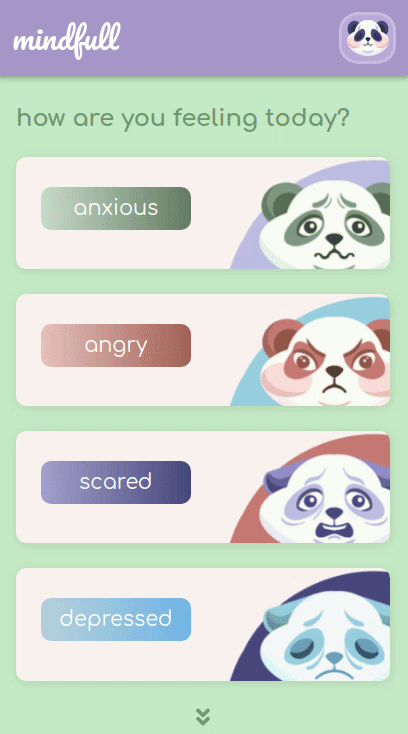 mindfull
how are you feeling today?
anxious
angry
scared
depressed